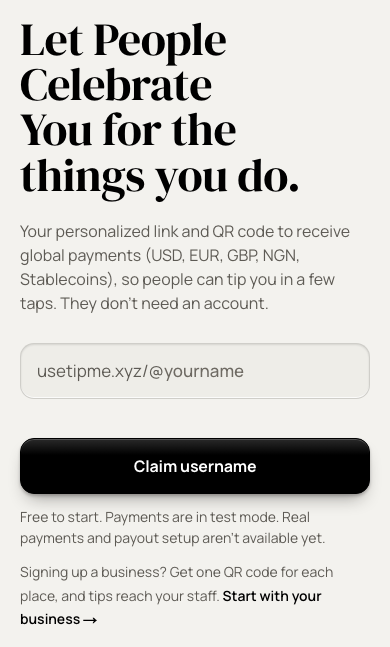 Let People
Celebrate
You for the
things you do.
Your personalized link and QR code to receive
global payments (USD, EUR, GBP, NGN,
Stablecoins), so people can tip you in a few
taps. They don't need an account.
usetipme.xyz/@yourname
Claim username
Free to start. Payments are in test mode. Real
payments and payout setup aren't available yet.
Signing up a business? Get one QR code for each
place, and tips reach your staff. Start with your
business →